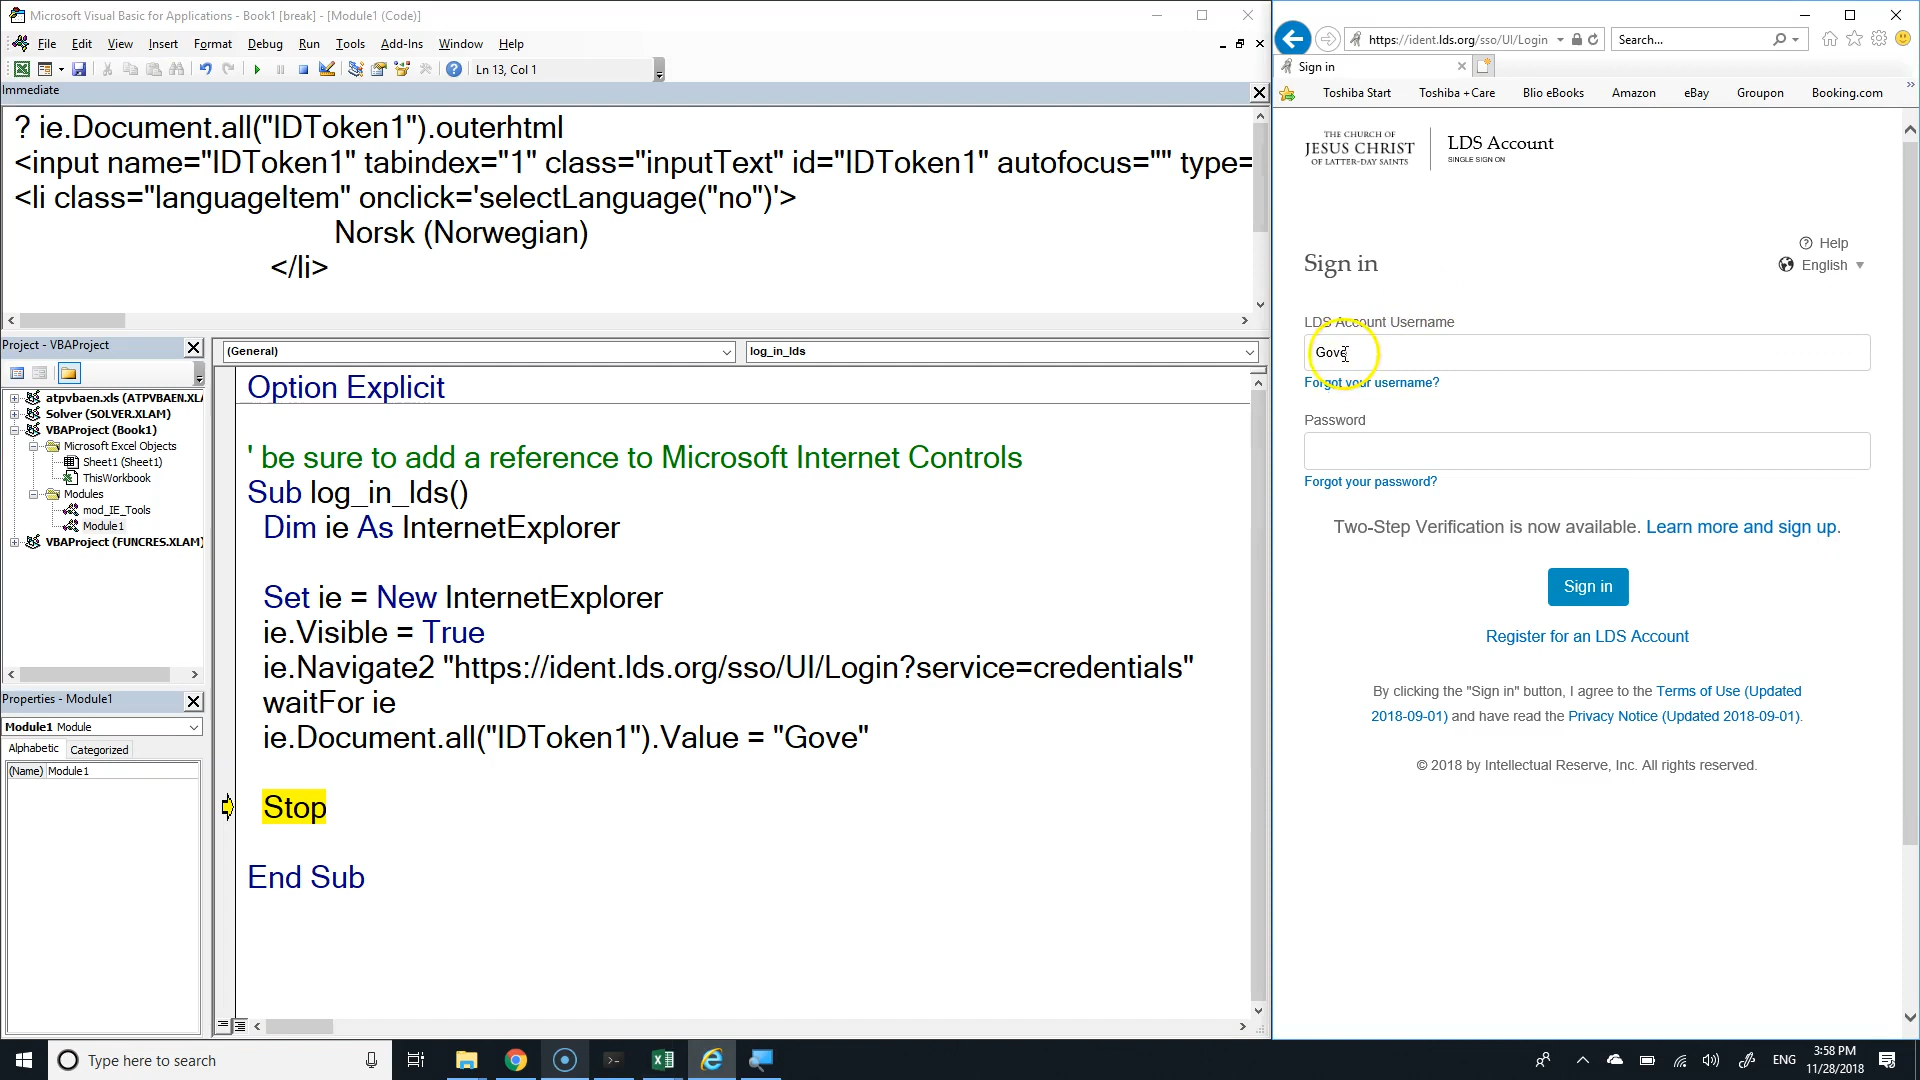 Microsoft Visual Basic for Applications - Book1 [break] - [Module1 (Code)]
File Edit View Insert Format Debug Run Tools Add-Ins Window Help
Ln 13, Col 1
Immediate
? ie.Document.all("IDToken1").outerhtml
<input name="IDToken1" tabindex="1" class="inputText" id="IDToken1" autofocus="" type=
<li class="languageItem" onclick='selectLanguage("no")'>
Norsk (Norwegian)
</li>
Project - VBAProject
atpvbaen.xls (ATPVBAEN.XLA
Solver (SOLVER.XLAM)
VBAProject (Book1)
Microsoft Excel Objects
Sheet1 (Sheet1)
ThisWorkbook
Modules
mod_IE_Tools
Module1
VBAProject (FUNCRES.XLAM)
Properties - Module1
Module1 Module
Alphabetic Categorized
(Name) Module1
(General) log_in_lds
Option Explicit
' be sure to add a reference to Microsoft Internet Controls
Sub log_in_lds()
Dim ie As InternetExplorer
Set ie = New InternetExplorer
ie.Visible = True
ie.Navigate2 "https://ident.lds.org/sso/UI/Login?service=credentials"
waitFor ie
ie.Document.all("IDToken1").Value = "Gove"
Stop
End Sub
https://ident.lds.org/sso/UI/Login Search...
Sign in
Toshiba Start Toshiba +Care Blio eBooks Amazon eBay Groupon Booking.com
THE CHURCH OF
JESUS CHRIST
OF LATTER-DAY SAINTS
LDS Account
SINGLE SIGN ON
Help
Sign in
English
LDS Account Username
Gove
Forgot your username?
Password
Forgot your password?
Two-Step Verification is now available. Learn more and sign up.
Sign in
Register for an LDS Account
By clicking the "Sign in" button, I agree to the Terms of Use (Updated
2018-09-01) and have read the Privacy Notice (Updated 2018-09-01).
© 2018 by Intellectual Reserve, Inc. All rights reserved.
Type here to search
ENG
3:58 PM
11/28/2018